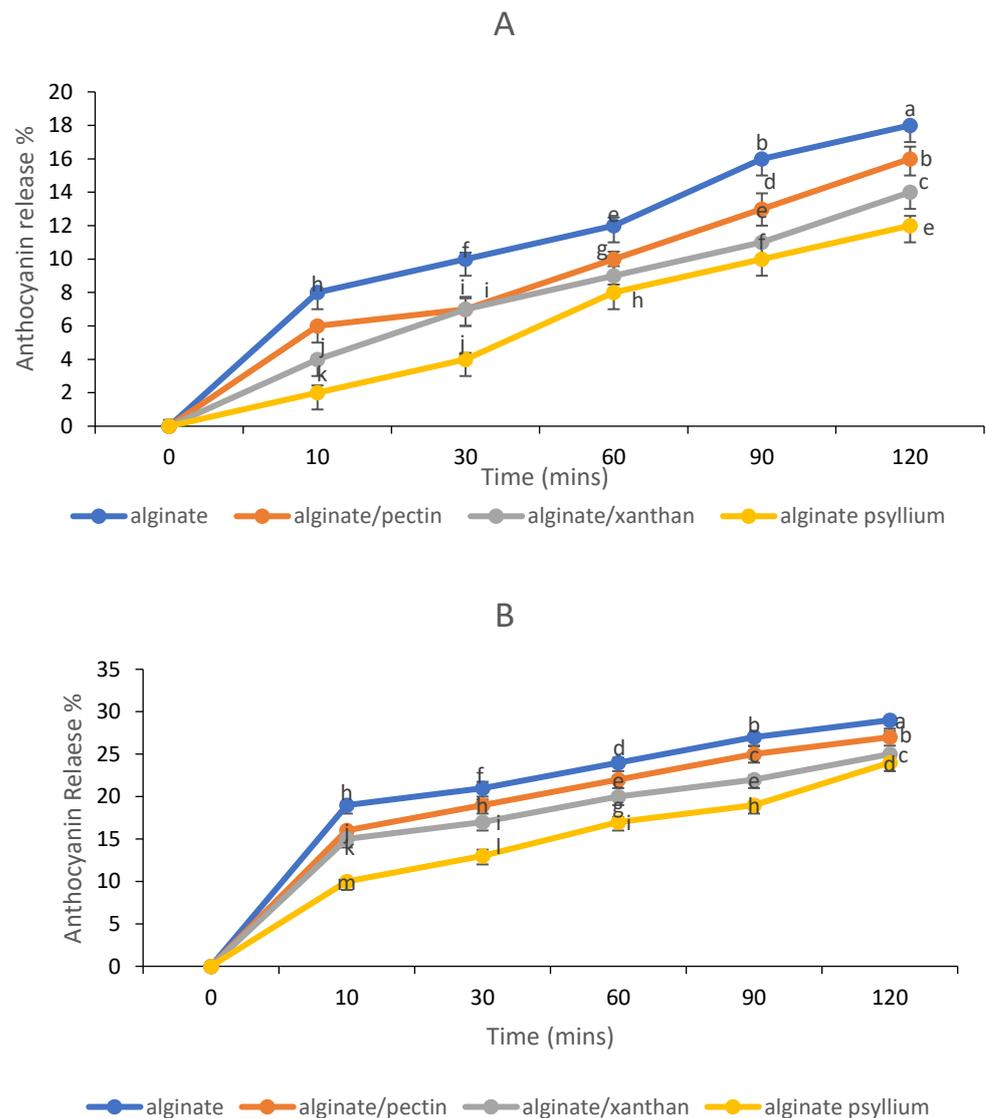 A
Anthocyanin release %
20
18
16
14
12
10
8
6
4
2
0
a
b
b
c
d
e
e
e
f
f
g
h
h
i
i
j
j
k
0 10 30 60 90 120
Time (mins)
alginate alginate/pectin alginate/xanthan alginate psyllium
B
Anthocyanin Relaese %
35
30
25
20
15
10
5
0
a
b
b
c
d
c
d
f
e
e
h
h
g
h
i
i
j
k
l
m
0 10 30 60 90 120
Time (mins)
alginate alginate/pectin alginate/xanthan alginate psyllium